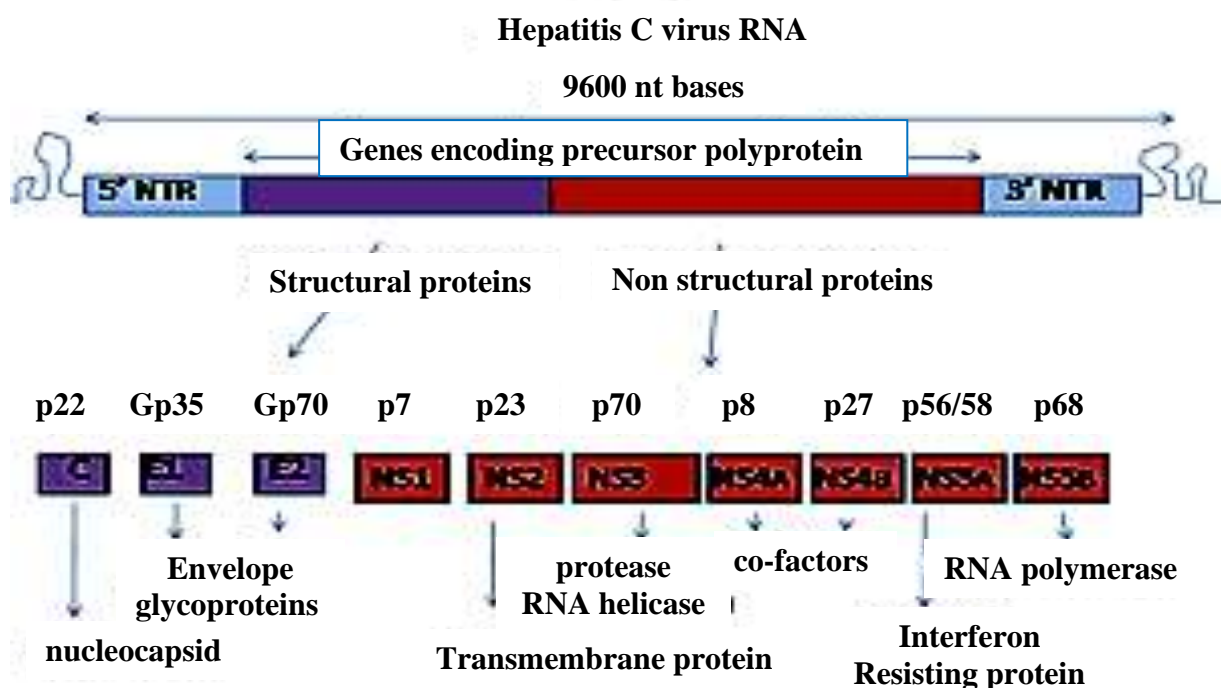 Hepatitis C virus RNA
9600 nt bases
Genes encoding precursor polyprotein
5' NTR
3' NTR
Structural proteins
Non structural proteins
p22 Gp35 Gp70 p7 p23 p70 p8 p27 p56/58 p68
C E1 E2 NS1 NS2 NS3 NS4A NS4B NS5A NS5B
Envelope
glycoproteins
protease
RNA helicase
co-factors
RNA polymerase
nucleocapsid
Transmembrane protein
Interferon
Resisting protein